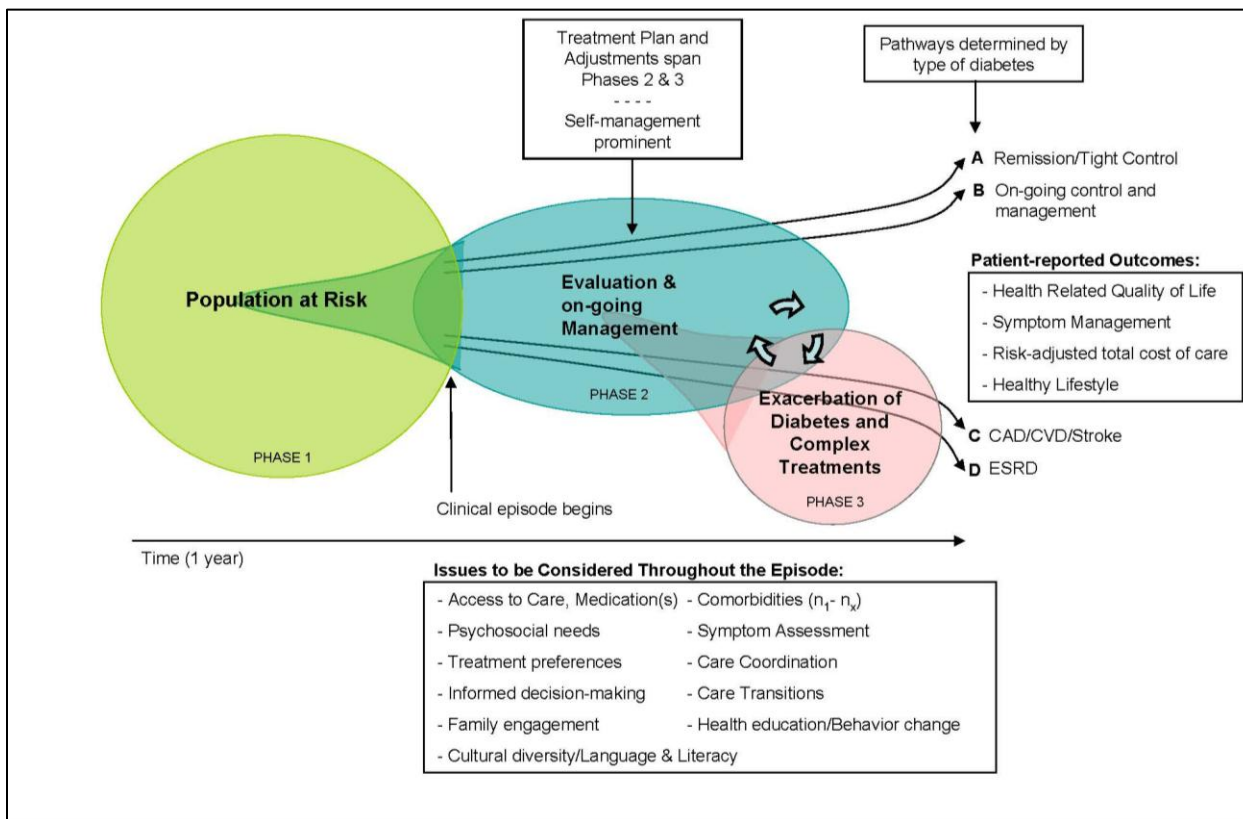 Treatment Plan and
Adjustments span
Phases 2 & 3
- - - -
Self-management
prominent
Pathways determined by
type of diabetes
A Remission/Tight Control
B On-going control and
management
Population at Risk
PHASE 1
Evaluation &
on-going
Management
PHASE 2
Patient-reported Outcomes:
- Health Related Quality of Life
- Symptom Management
- Risk-adjusted total cost of care
- Healthy Lifestyle
Exacerbation of
Diabetes and
Complex
Treatments
PHASE 3
C CAD/CVD/Stroke
D ESRD
Clinical episode begins
Time (1 year)
Issues to be Considered Throughout the Episode:
- Access to Care, Medication(s) - Comorbidities (n1- nx)
- Psychosocial needs - Symptom Assessment
- Treatment preferences - Care Coordination
- Informed decision-making - Care Transitions
- Family engagement - Health education/Behavior change
- Cultural diversity/Language & Literacy